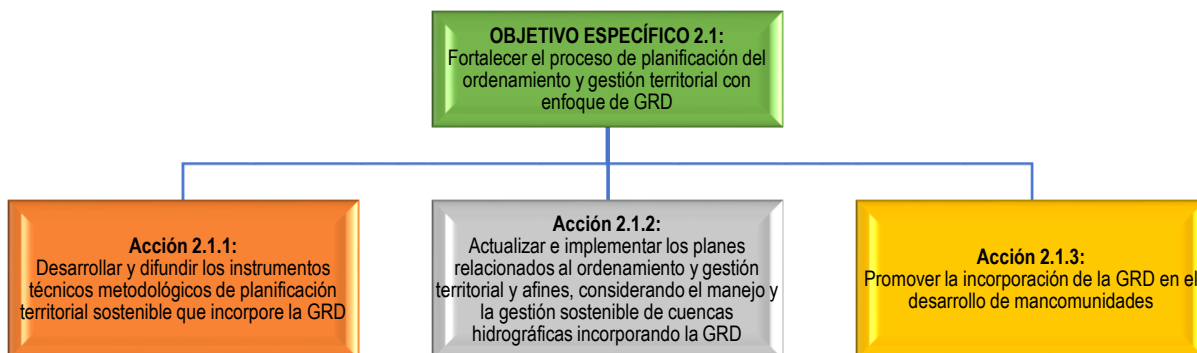 OBJETIVO ESPECÍFICO 2.1:
Fortalecer el proceso de planificación del
ordenamiento y gestión territorial con
enfoque de GRD
Acción 2.1.1:
Desarrollar y difundir los instrumentos
técnicos metodológicos de planificación
territorial sostenible que incorpore la GRD
Acción 2.1.2:
Actualizar e implementar los planes
relacionados al ordenamiento y gestión
territorial y afines, considerando el manejo y
la gestión sostenible de cuencas
hidrográficas incorporando la GRD
Acción 2.1.3:
Promover la incorporación de la GRD en el
desarrollo de mancomunidades